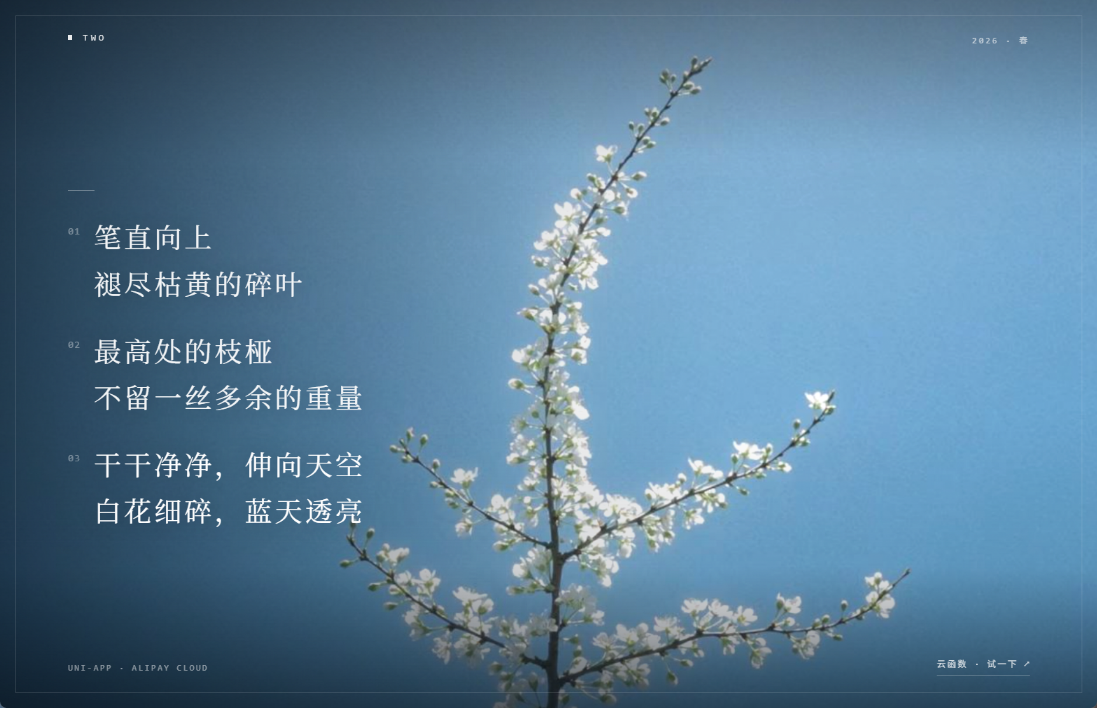 TWO
2026 · 春
01
笔直向上
褪尽枯黄的碎叶
02
最高处的枝桠
不留一丝多余的重量
03
干干净净，伸向天空
白花细碎，蓝天透亮
UNI-APP · ALIPAY CLOUD
云函数 · 试一下 ↗